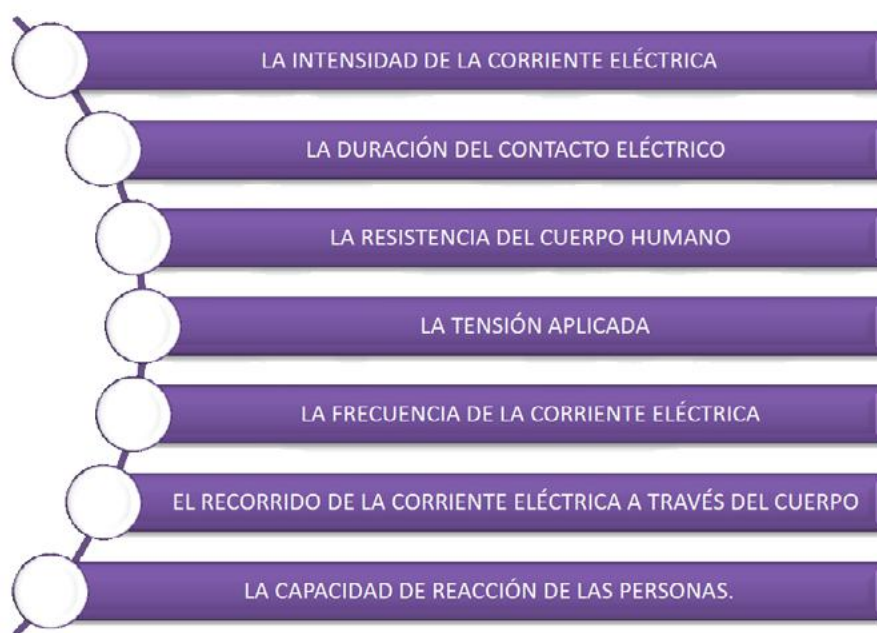 LA INTENSIDAD DE LA CORRIENTE ELÉCTRICA
LA DURACIÓN DEL CONTACTO ELÉCTRICO
LA RESISTENCIA DEL CUERPO HUMANO
LA TENSIÓN APLICADA
LA FRECUENCIA DE LA CORRIENTE ELÉCTRICA
EL RECORRIDO DE LA CORRIENTE ELÉCTRICA A TRAVÉS DEL CUERPO
LA CAPACIDAD DE REACCIÓN DE LAS PERSONAS.